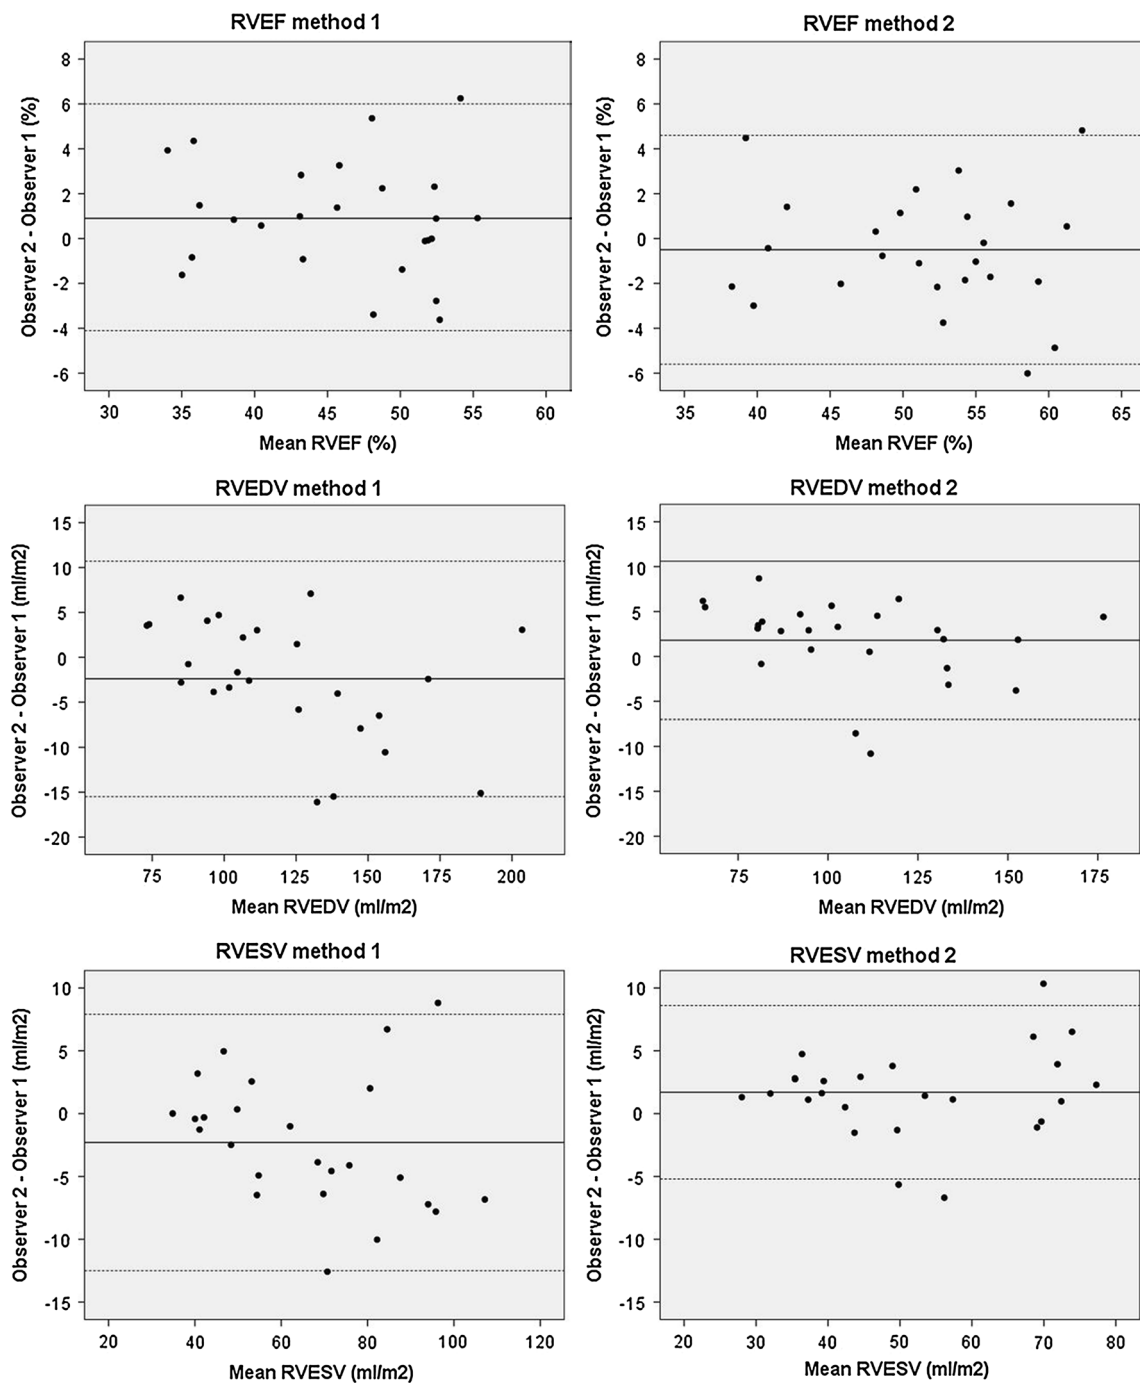 RVEF method 1
Observer 2 - Observer 1 (%)
8
6
4
2
0
-2
-4
-6
30 35 40 45 50 55 60
Mean RVEF (%)
RVEF method 2
Observer 2 - Observer 1 (%)
8
6
4
2
0
-2
-4
-6
35 40 45 50 55 60 65
Mean RVEF (%)
RVEDV method 1
Observer 2 - Observer 1 (ml/m2)
15
10
5
0
-5
-10
-15
-20
75 100 125 150 175 200
Mean RVEDV (ml/m2)
RVEDV method 2
Observer 2 - Observer 1 (ml/m2)
15
10
5
0
-5
-10
-15
-20
75 100 125 150 175
Mean RVEDV (ml/m2)
RVESV method 1
Observer 2 - Observer 1 (ml/m2)
10
5
0
-5
-10
-15
20 40 60 80 100 120
Mean RVESV (ml/m2)
RVESV method 2
Observer 2 - Observer 1 (ml/m2)
10
5
0
-5
-10
-15
20 30 40 50 60 70 80
Mean RVESV (ml/m2)